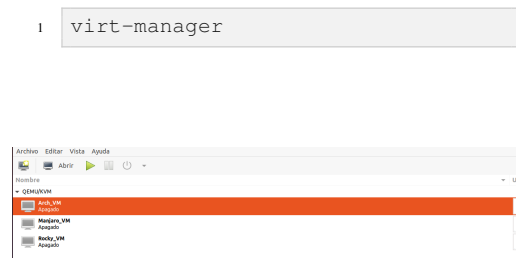 1 virt-manager
Archivo Editar Vista Ayuda
Abrir
Nombre
QEMU/KVM
Arch_VM
Apagado
Manjaro_VM
Apagado
Rocky_VM
Apagado